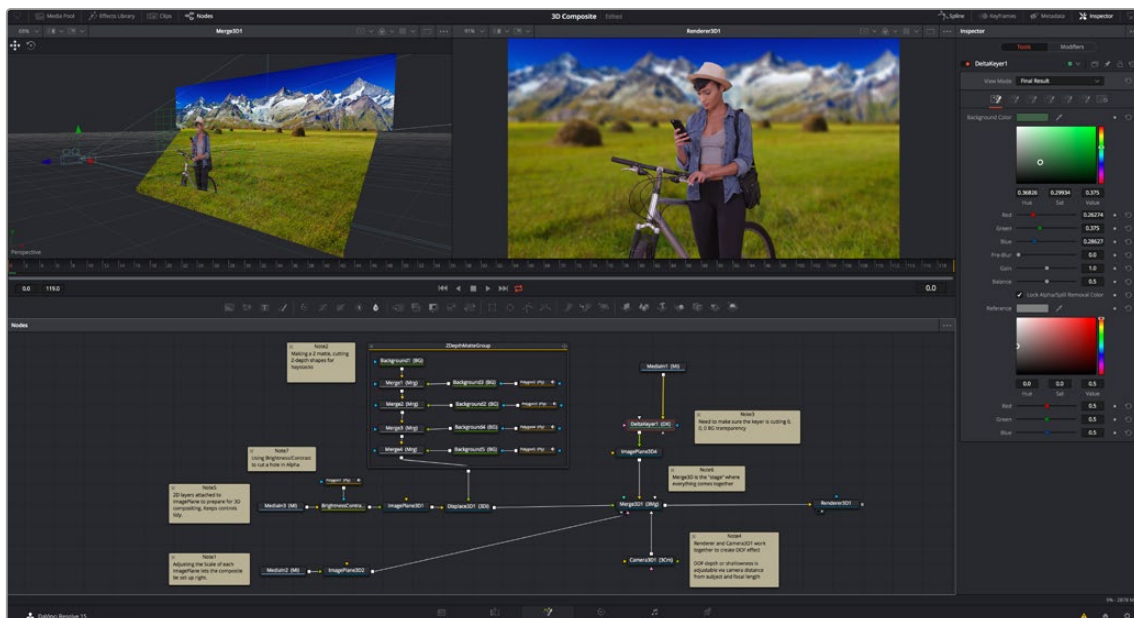 Media Pool Effects Library Clips Nodes 3D Composite Edited Spline Keyframes Metadata Inspector
Merge3D1 Renderer3D1 Inspector
Tools Modifiers
DeltaKeyer1
View Mode Final Result
Background Color
0.36826 0.29934 0.375
Hue Sat Value
Red 0.26274
Green 0.375
Blue 0.28627
Pre-Blur 0.0
Gain 1.0
Balance 0.5
Lock Alpha/Spill Removal Color
Reference
0.0 0.0 0.5
Hue Sat Value
Red 0.5
Green 0.5
Blue 0.5
Perspective
0.0 119.0 0.0
Nodes
Note2
Making a Z matte, cutting
Z-depth shapes for
haystacks
ZDepthMatteGroup
Background1 (BG)
Merge1 (Mrg) Background3 (BG)
Merge2 (Mrg) Background2 (BG)
Merge3 (Mrg) Background4 (BG)
Merge4 (Mrg) Background5 (BG)
MediaIn1 (MI)
DeltaKeyer1 (DK)
ImagePlane3D4
Note3
Need to make sure the keyer is cutting 0,
0, 0 BG transparency
Note7
Using Brightness/Contrast
to cut a hole in Alpha
Note6
Merge3D is the "stage" where
everything comes together
Note5
2D layers attached to
ImagePlane to prepare for 3D
compositing. Keeps controls
MediaIn3 (MI) BrightnessContra... ImagePlane3D1 Displace3D1 (3Di) Merge3D1 (3Mg) Renderer3D1
Note1
Adjusting the Scale of each
ImagePlane lets the composite
be set up right.
MediaIn2 (MI) ImagePlane3D2
Camera3D1 (3Cm)
Note4
Renderer and Camera3D1 work
together to create DOF effect
DOF depth or shallowness is
adjustable via camera distance
from subject and focal length
DaVinci Resolve 15